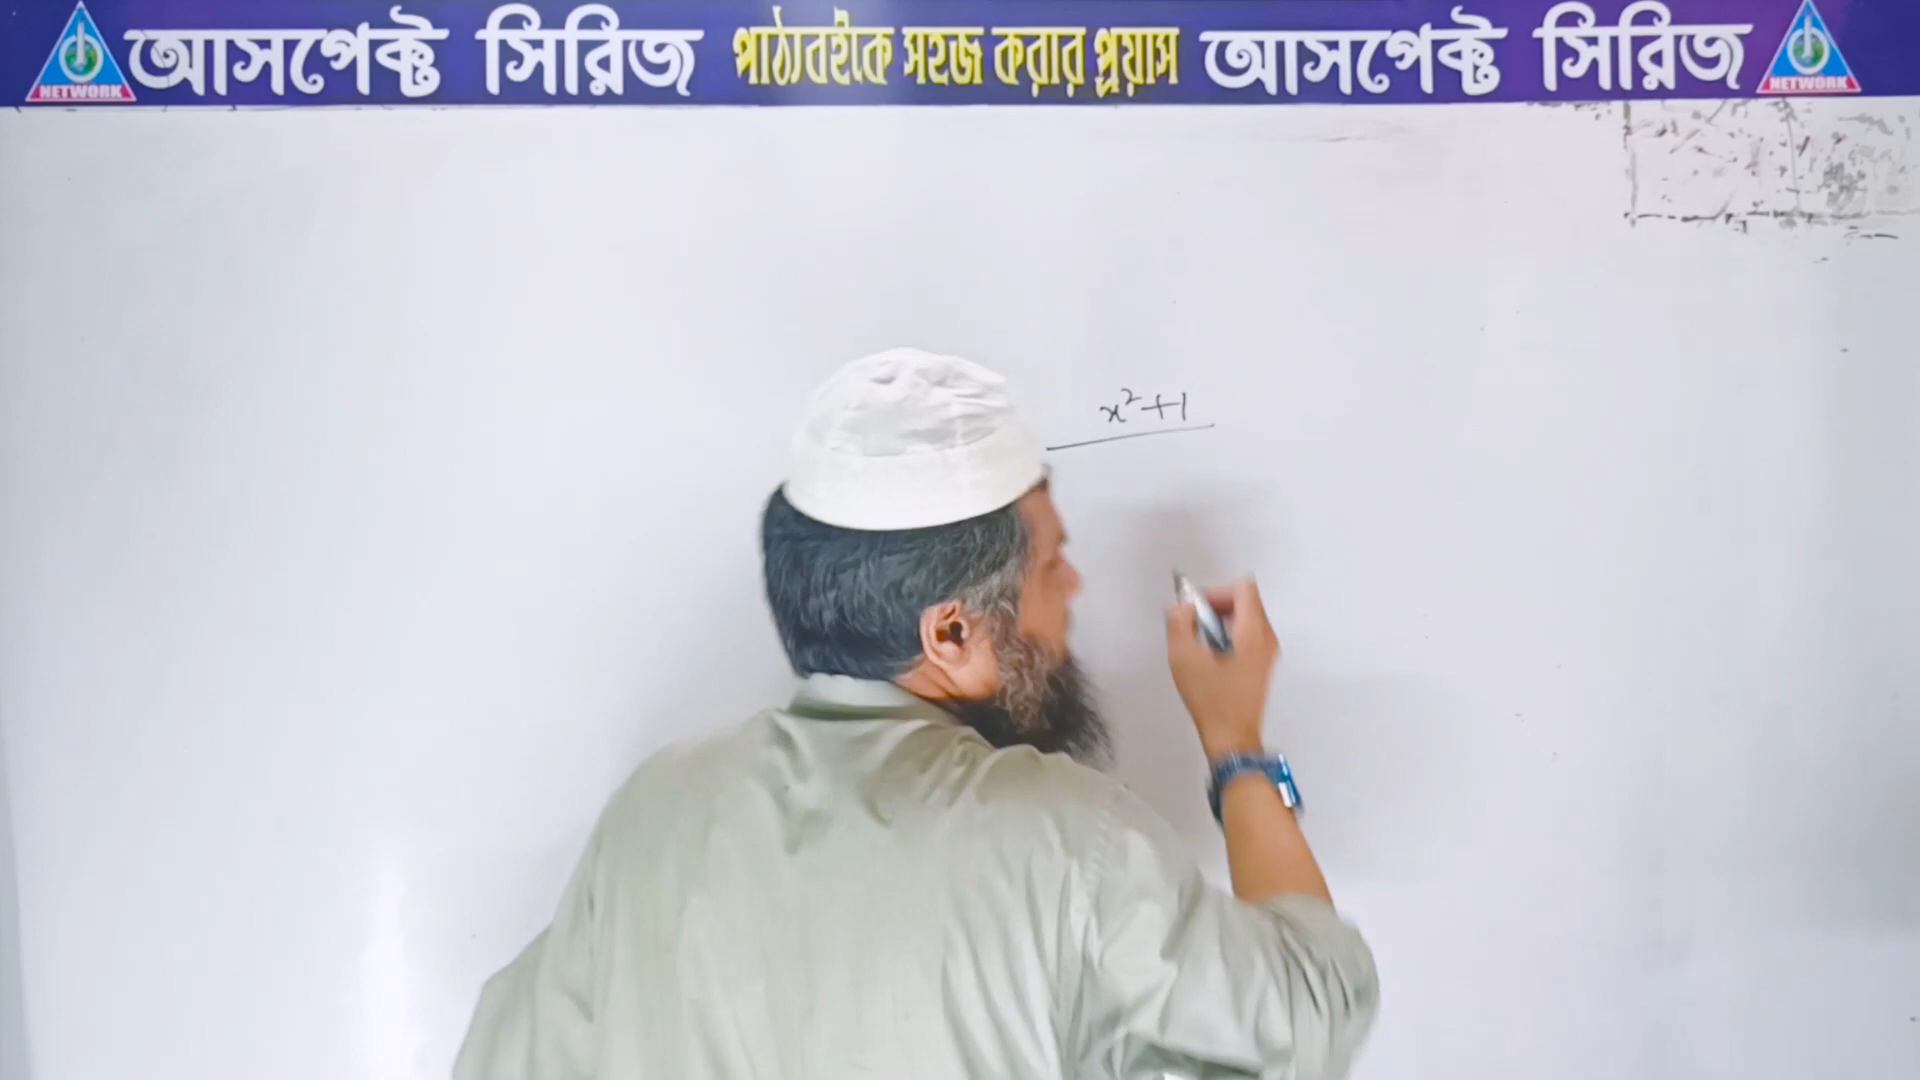 আসপেক্ট সিরিজ পাঠ্যবইকে সহজ করার প্রয়াস আসপেক্ট সিরিজ
NETWORK NETWORK
x²+1